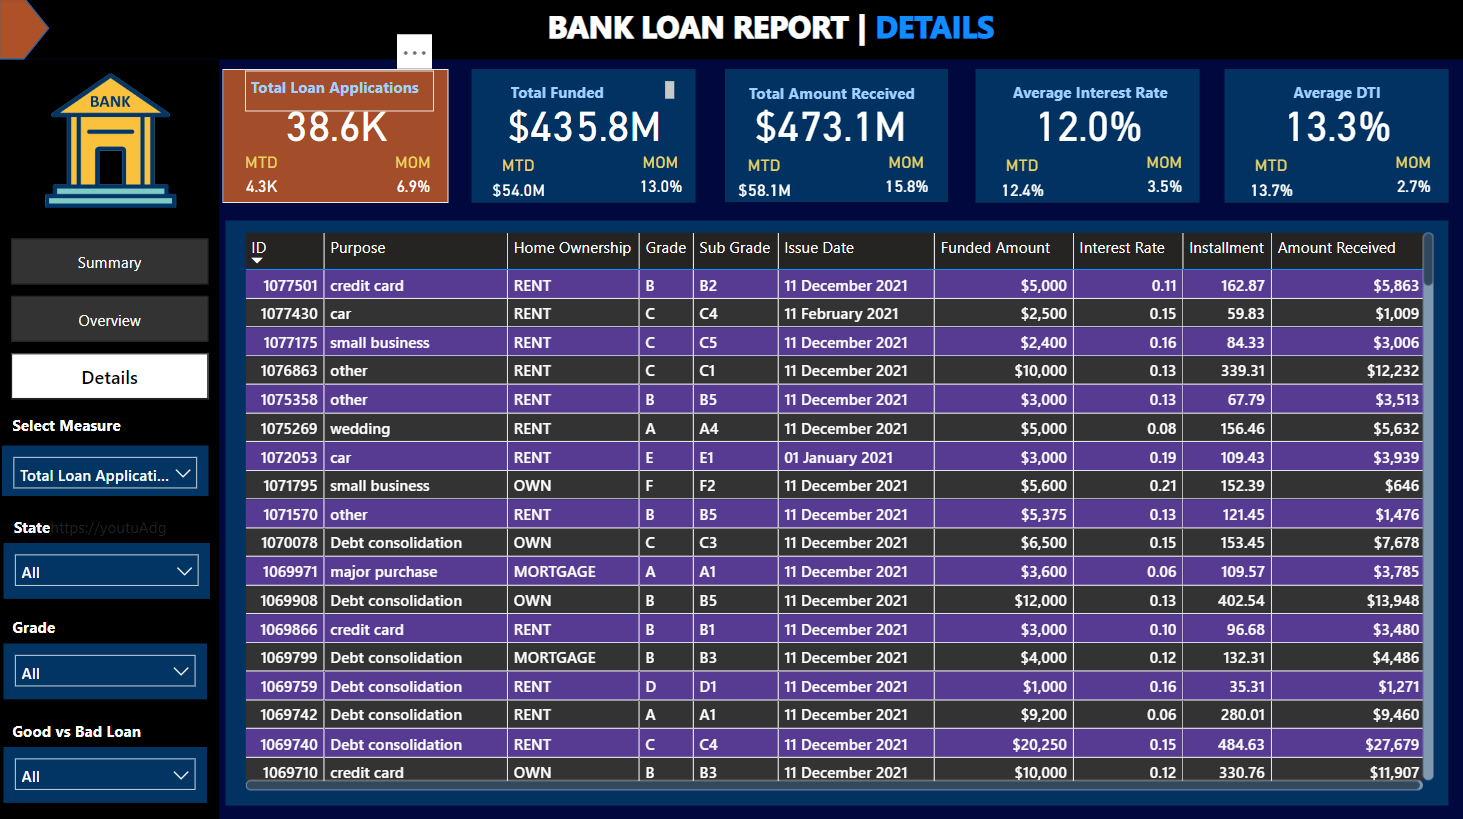 BANK LOAN REPORT | DETAILS
...
BANK
Total Loan Applications
38.6K
MTD MOM
4.3K 6.9%
Total Funded
$435.8M
MTD MOM
$54.0M 13.0%
Total Amount Received
$473.1M
MTD MOM
$58.1M 15.8%
Average Interest Rate
12.0%
MTD MOM
12.4% 3.5%
Average DTI
13.3%
MTD MOM
13.7% 2.7%
Summary
Overview
Details
Select Measure
Total Loan Applicati...
State https://youtuAdg
All
Grade
All
Good vs Bad Loan
All
ID Purpose Home Ownership Grade Sub Grade Issue Date Funded Amount Interest Rate Installment Amount Received
1077501 credit card RENT B B2 11 December 2021 $5,000 0.11 162.87 $5,863
1077430 car RENT C C4 11 February 2021 $2,500 0.15 59.83 $1,009
1077175 small business RENT C C5 11 December 2021 $2,400 0.16 84.33 $3,006
1076863 other RENT C C1 11 December 2021 $10,000 0.13 339.31 $12,232
1075358 other RENT B B5 11 December 2021 $3,000 0.13 67.79 $3,513
1075269 wedding RENT A A4 11 December 2021 $5,000 0.08 156.46 $5,632
1072053 car RENT E E1 01 January 2021 $3,000 0.19 109.43 $3,939
1071795 small business OWN F F2 11 December 2021 $5,600 0.21 152.39 $646
1071570 other RENT B B5 11 December 2021 $5,375 0.13 121.45 $1,476
1070078 Debt consolidation OWN C C3 11 December 2021 $6,500 0.15 153.45 $7,678
1069971 major purchase MORTGAGE A A1 11 December 2021 $3,600 0.06 109.57 $3,785
1069908 Debt consolidation OWN B B5 11 December 2021 $12,000 0.13 402.54 $13,948
1069866 credit card RENT B B1 11 December 2021 $3,000 0.10 96.68 $3,480
1069799 Debt consolidation MORTGAGE B B3 11 December 2021 $4,000 0.12 132.31 $4,486
1069759 Debt consolidation RENT D D1 11 December 2021 $1,000 0.16 35.31 $1,271
1069742 Debt consolidation RENT A A1 11 December 2021 $9,200 0.06 280.01 $9,460
1069740 Debt consolidation RENT C C4 11 December 2021 $20,250 0.15 484.63 $27,679
1069710 credit card OWN B B3 11 December 2021 $10,000 0.12 330.76 $11,907